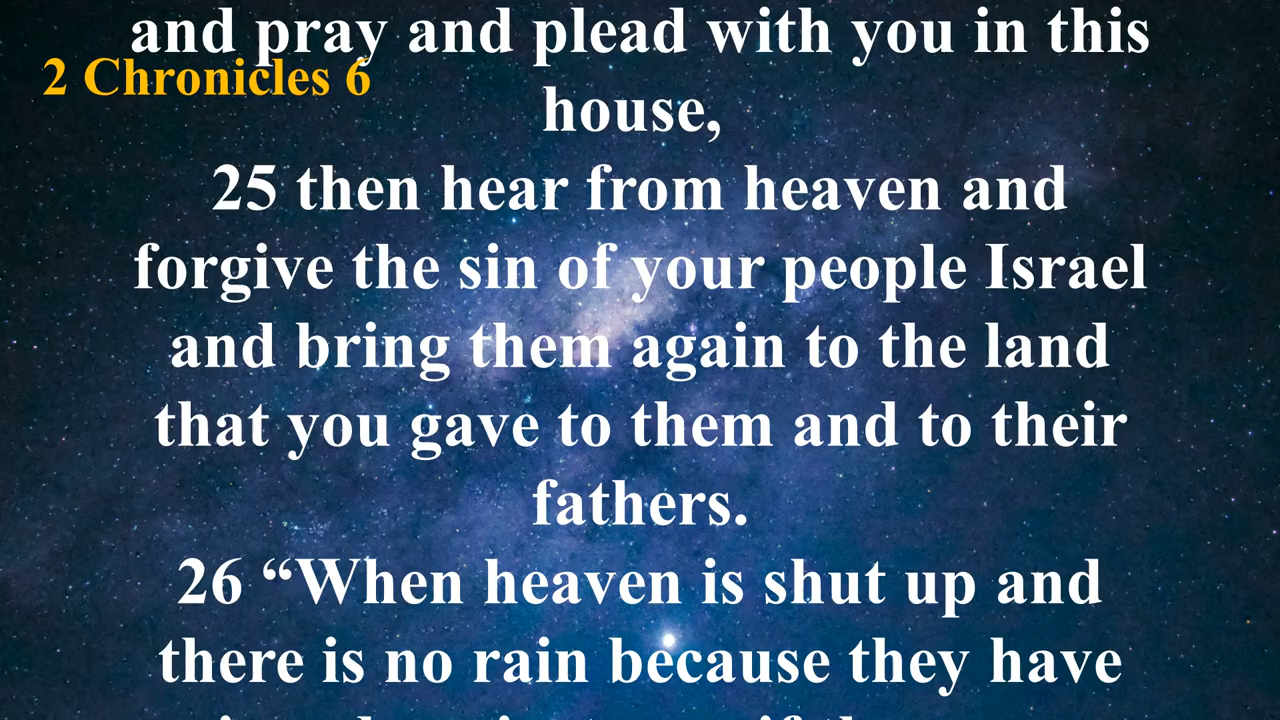 and pray and plead with you in this
2 Chronicles 6
house,
25 then hear from heaven and
forgive the sin of your people Israel
and bring them again to the land
that you gave to them and to their
fathers.
26 “When heaven is shut up and
there is no rain because they have